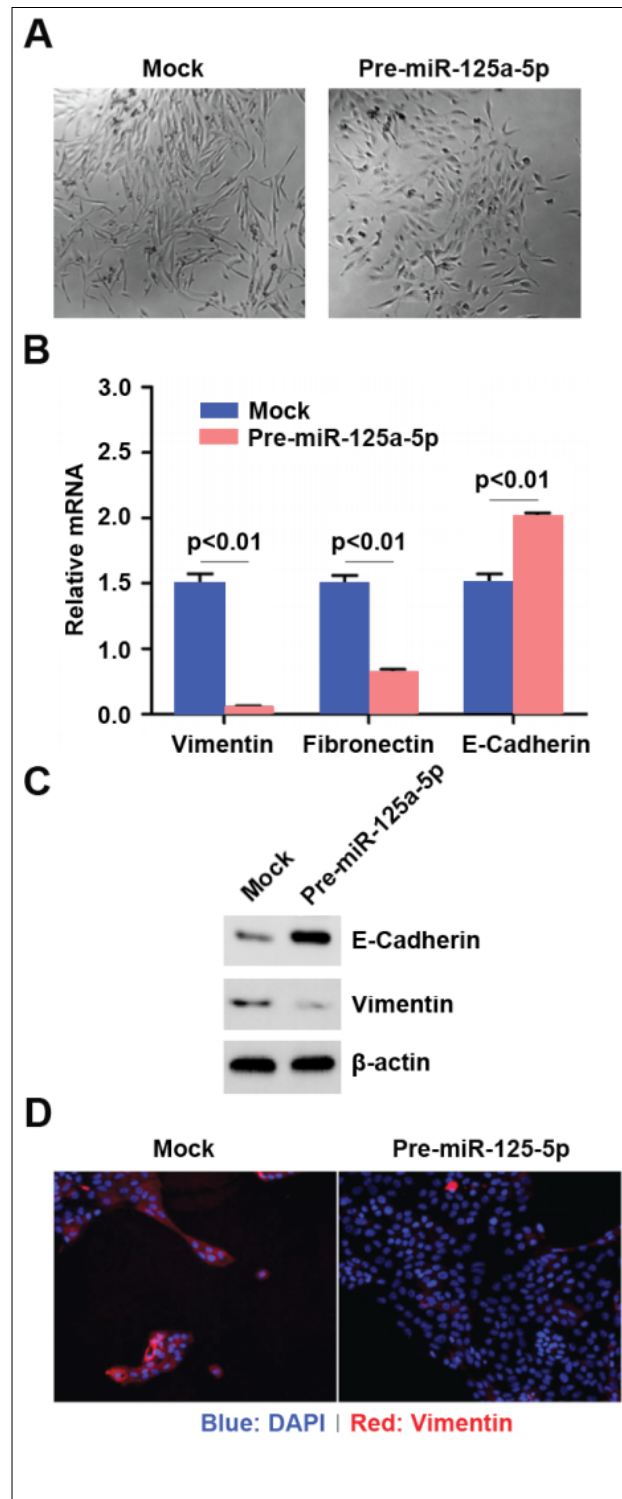 A
Mock Pre-miR-125a-5p
B
3.0
2.5
2.0
1.5
1.0
0.0
Relative mRNA
Mock
Pre-miR-125a-5p
p<0.01
p<0.01
p<0.01
Vimentin Fibronectin E-Cadherin
C
Mock
Pre-miR-125a-5p
E-Cadherin
Vimentin
β-actin
D
Mock Pre-miR-125-5p
Blue: DAPI | Red: Vimentin